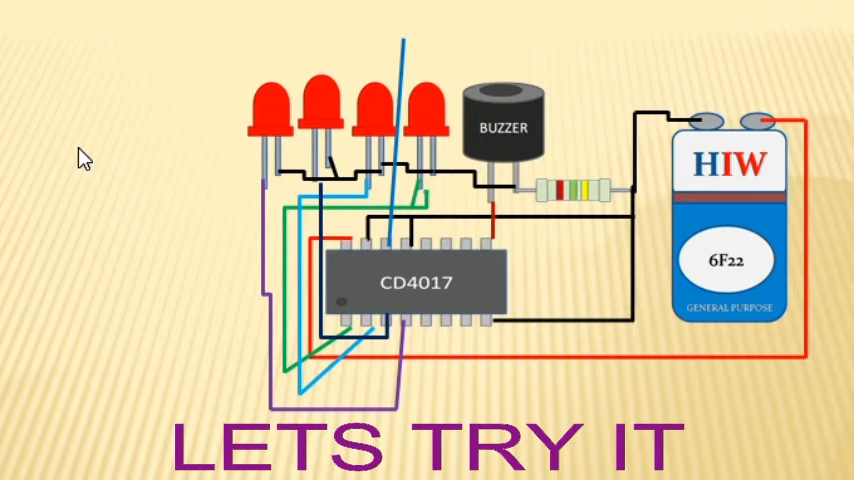 BUZZER
HIW
6F22
GENERAL PURPOSE
CD4017
LETS TRY IT